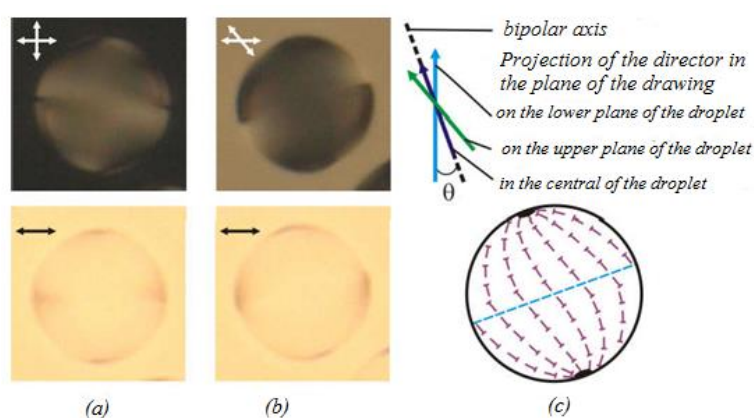 bipolar axis
Projection of the director in
the plane of the drawing
on the lower plane of the droplet
on the upper plane of the droplet
in the central of the droplet
θ
(a)
(b)
(c)